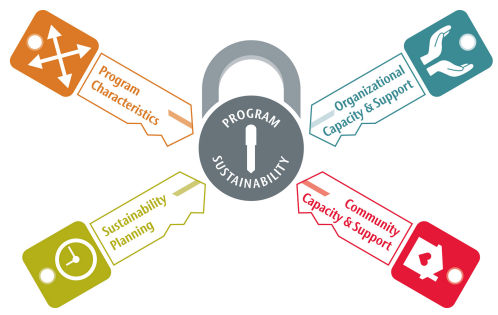 Program
Characteristics
Organizational
Capacity & Support
PROGRAM
SUSTAINABILITY
Sustainability
Planning
Community
Capacity & Support